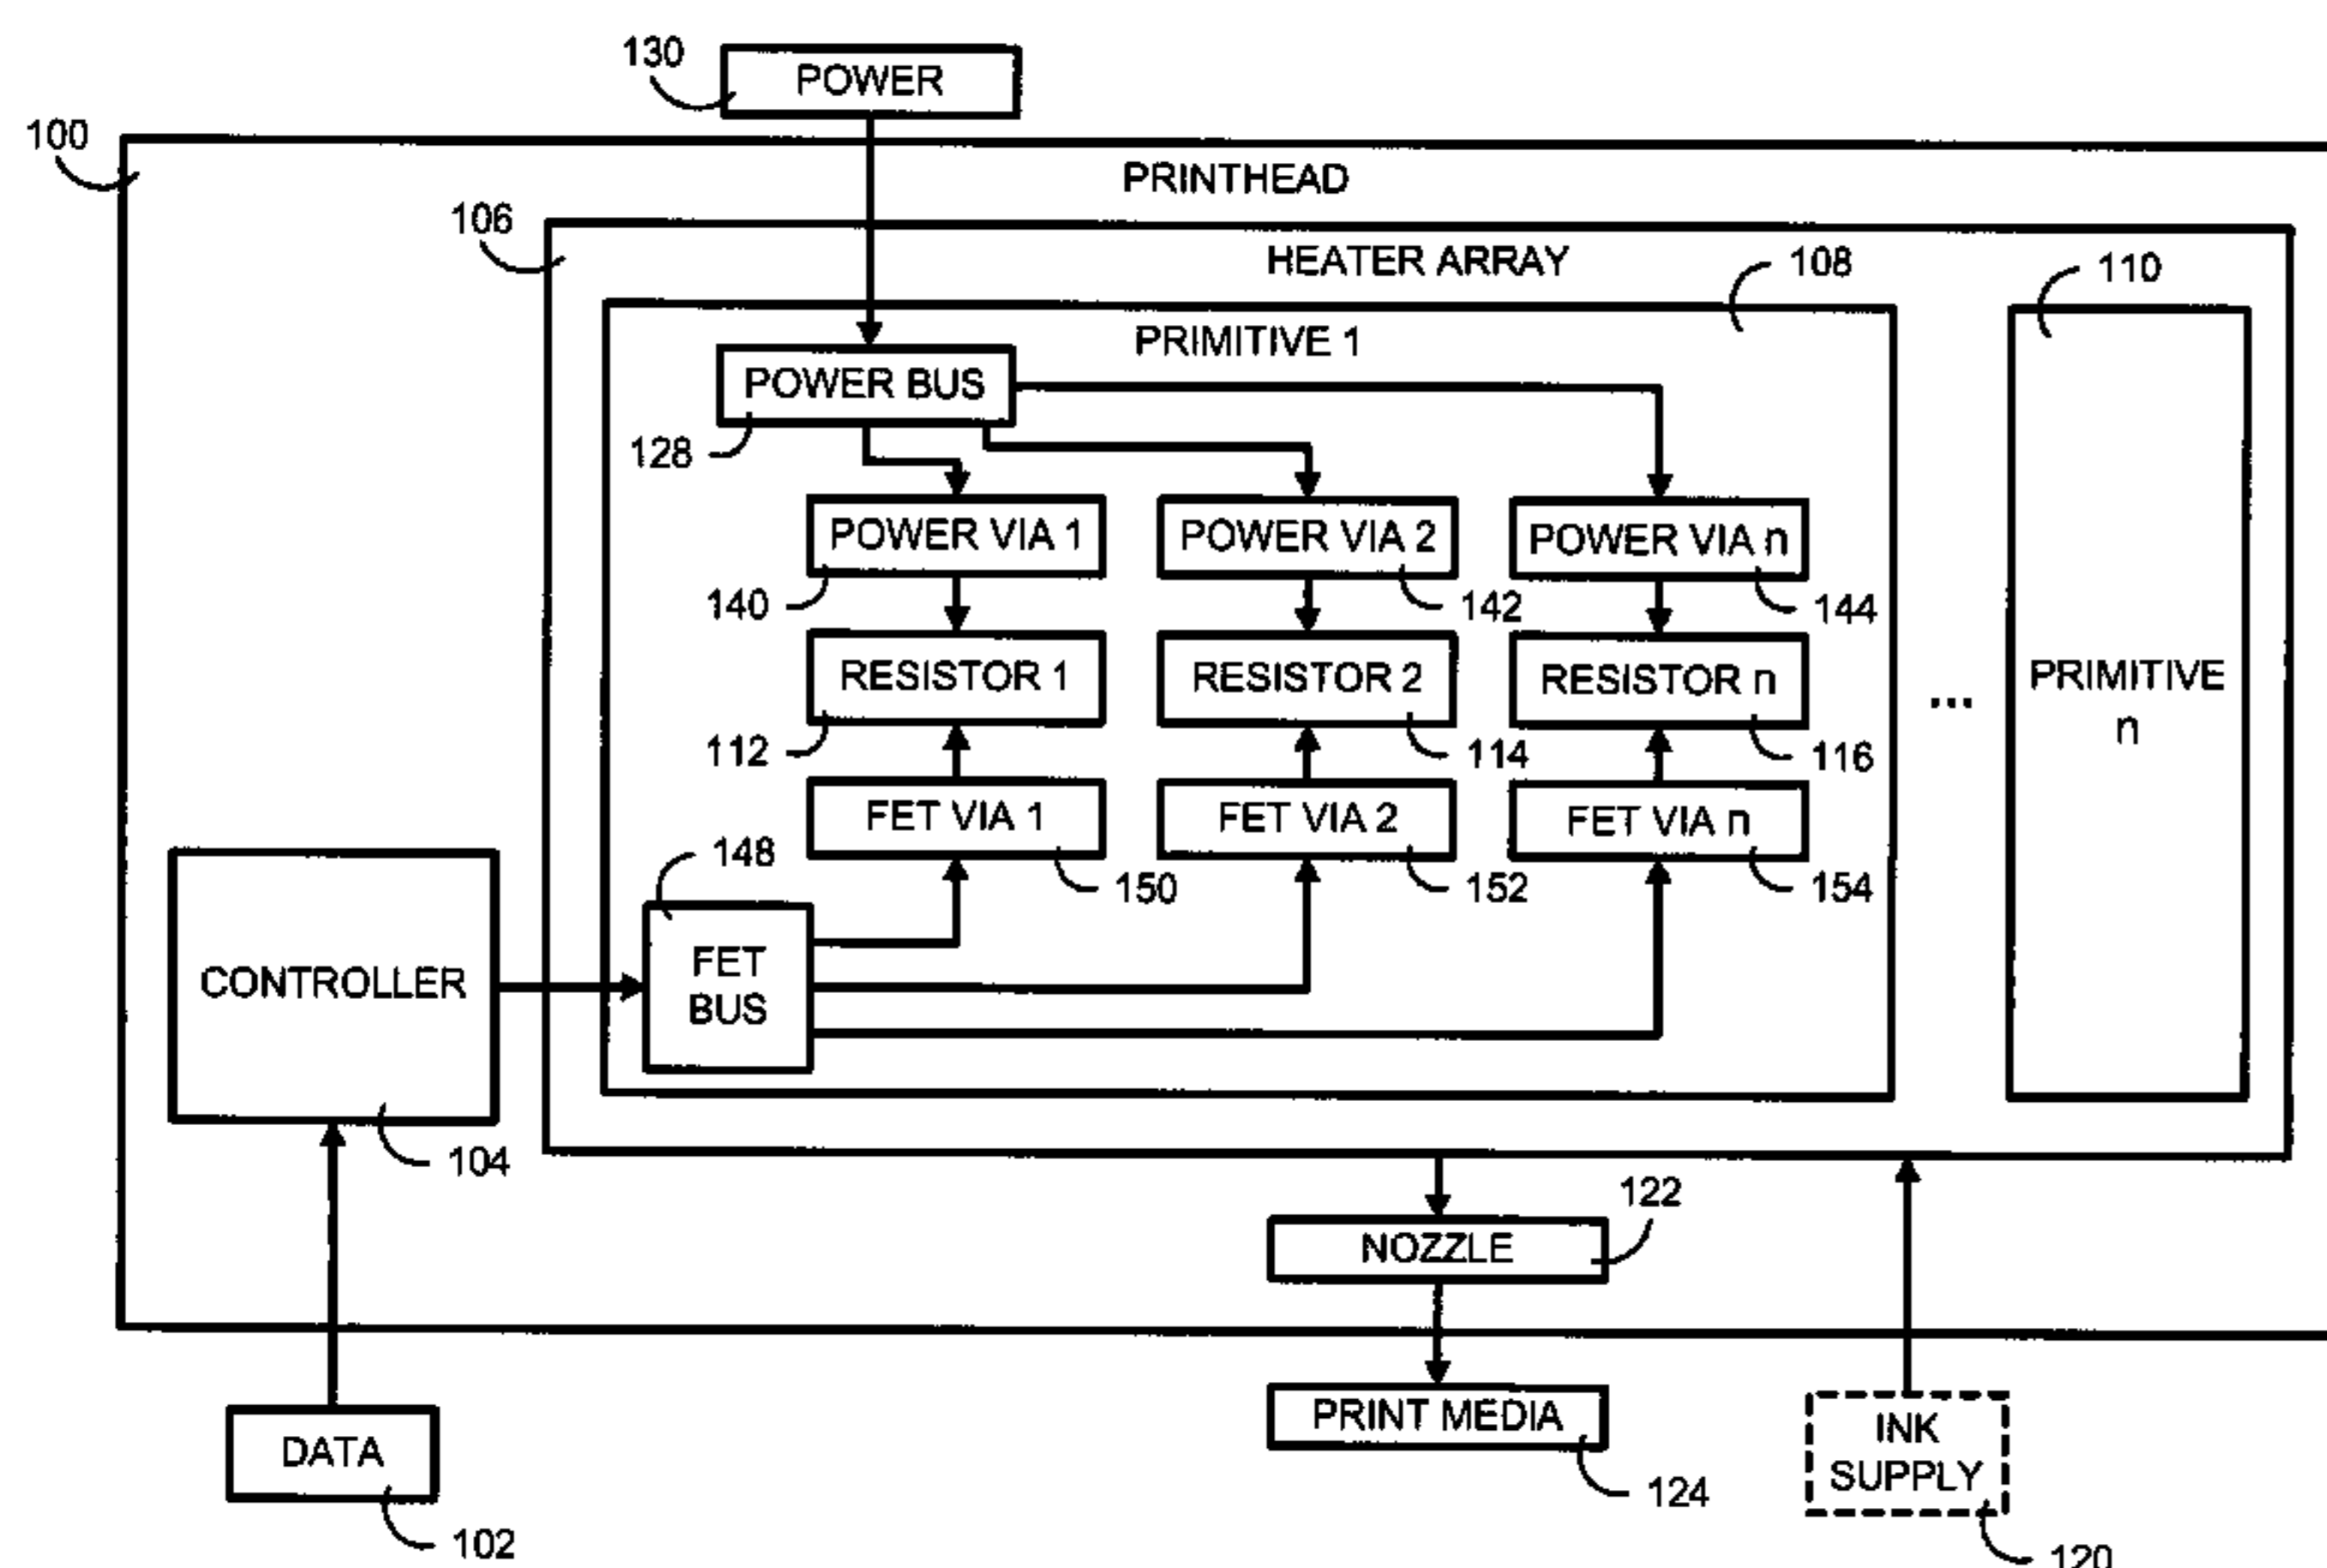 130
POWER
100
PRINTHEAD
106
HEATER ARRAY
108
110
PRIMITIVE 1
POWER BUS
128
POWER VIA 1
POWER VIA 2
POWER VIA n
140
142
144
RESISTOR 1
RESISTOR 2
RESISTOR n
...
PRIMITIVE
n
112
114
116
FET VIA 1
FET VIA 2
FET VIA n
148
150
152
154
FET
BUS
CONTROLLER
104
122
NOZZLE
PRINT MEDIA
124
INK
SUPPLY
120
DATA
102